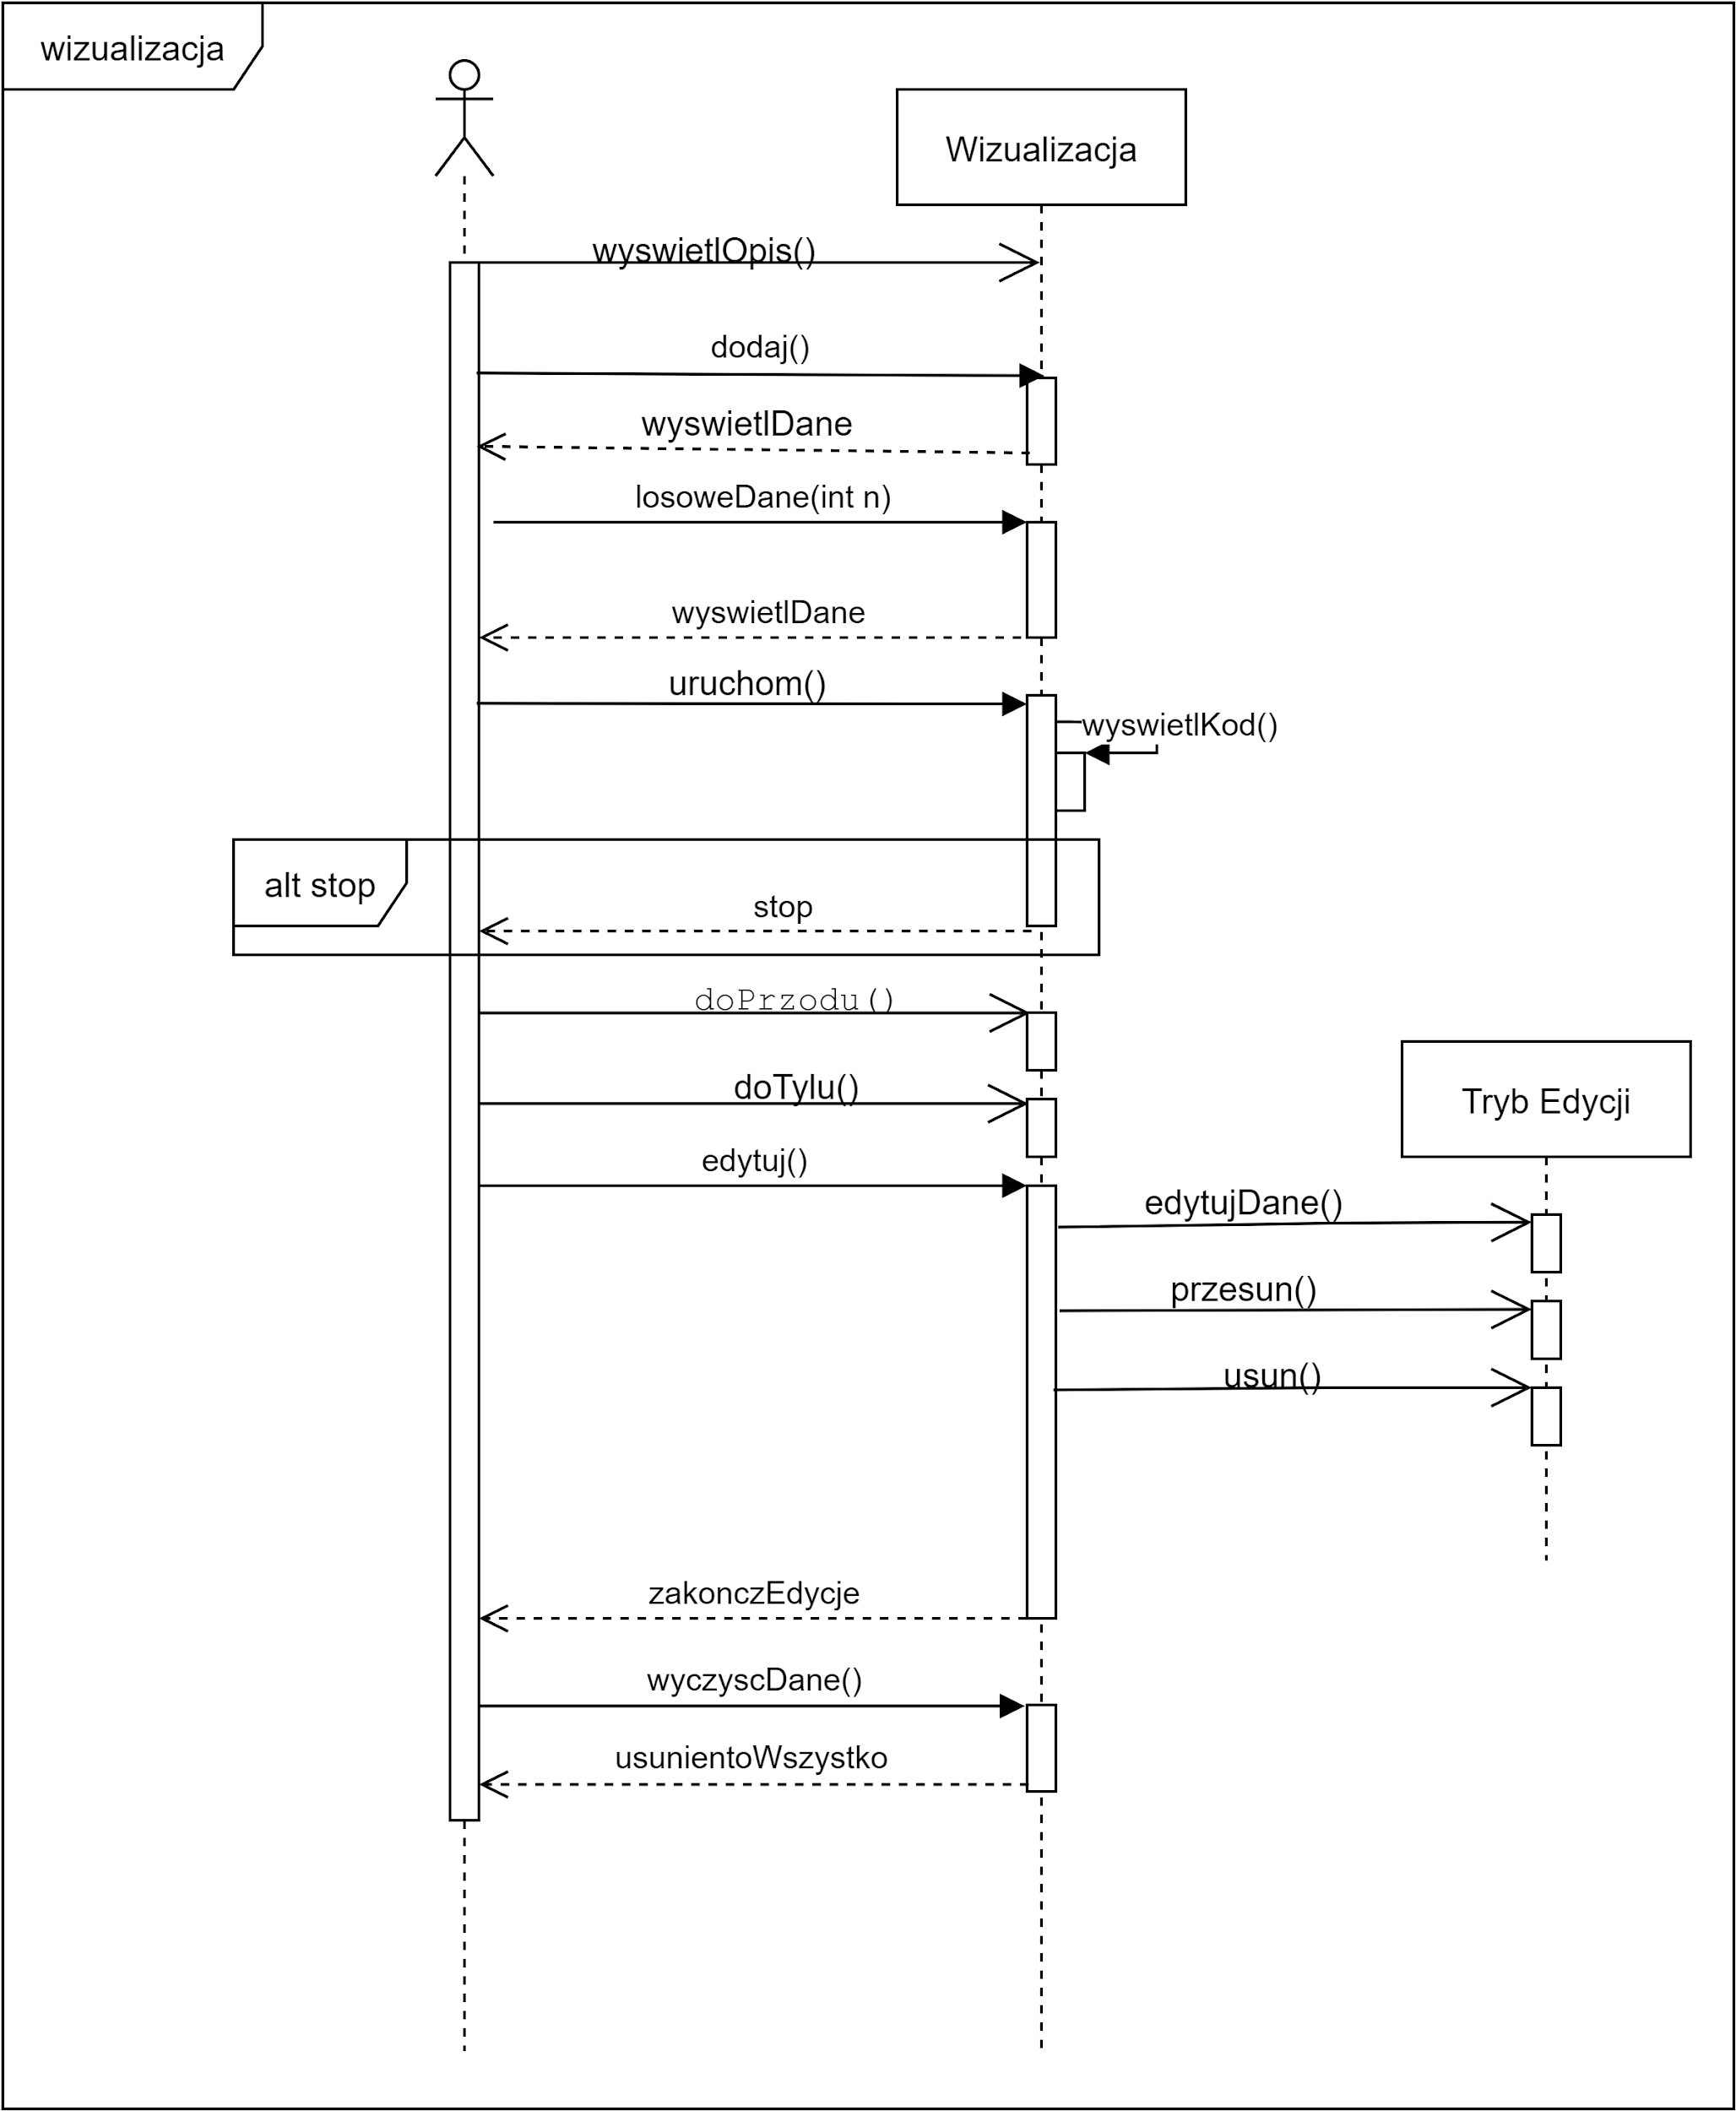 wizualizacja
Wizualizacja
wyswietlOpis()
dodaj()
wyswietlDane
losoweDane(int n)
wyswietlDane
uruchom()
wyswietlKod()
alt stop
stop
doPrzodu()
doTylu()
Tryb Edycji
edytuj()
edytujDane()
przesun()
usun()
zakonczEdycje
wyczyscDane()
usunientoWszystko